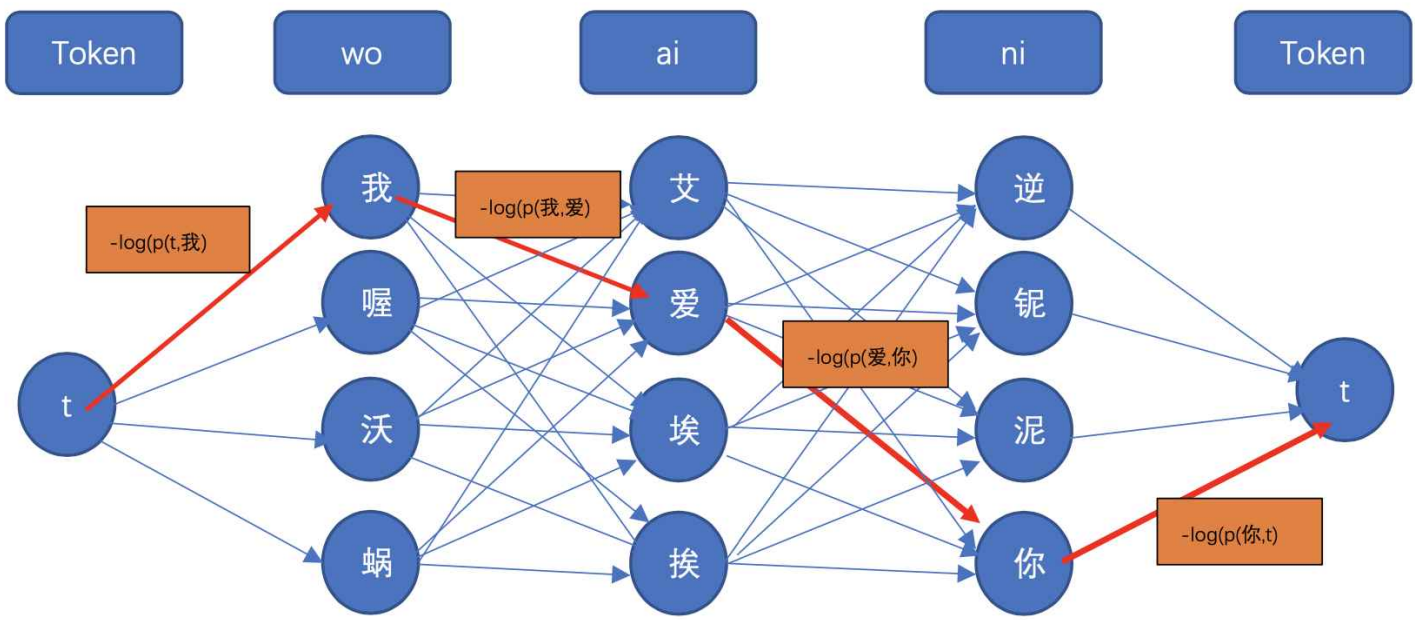 Token
wo
ai
ni
Token
我
艾
逆
-log(p(t,我)
-log(p(我,爱)
喔
爱
铌
-log(p(爱,你)
t
沃
埃
泥
t
蜗
挨
你
-log(p(你,t)